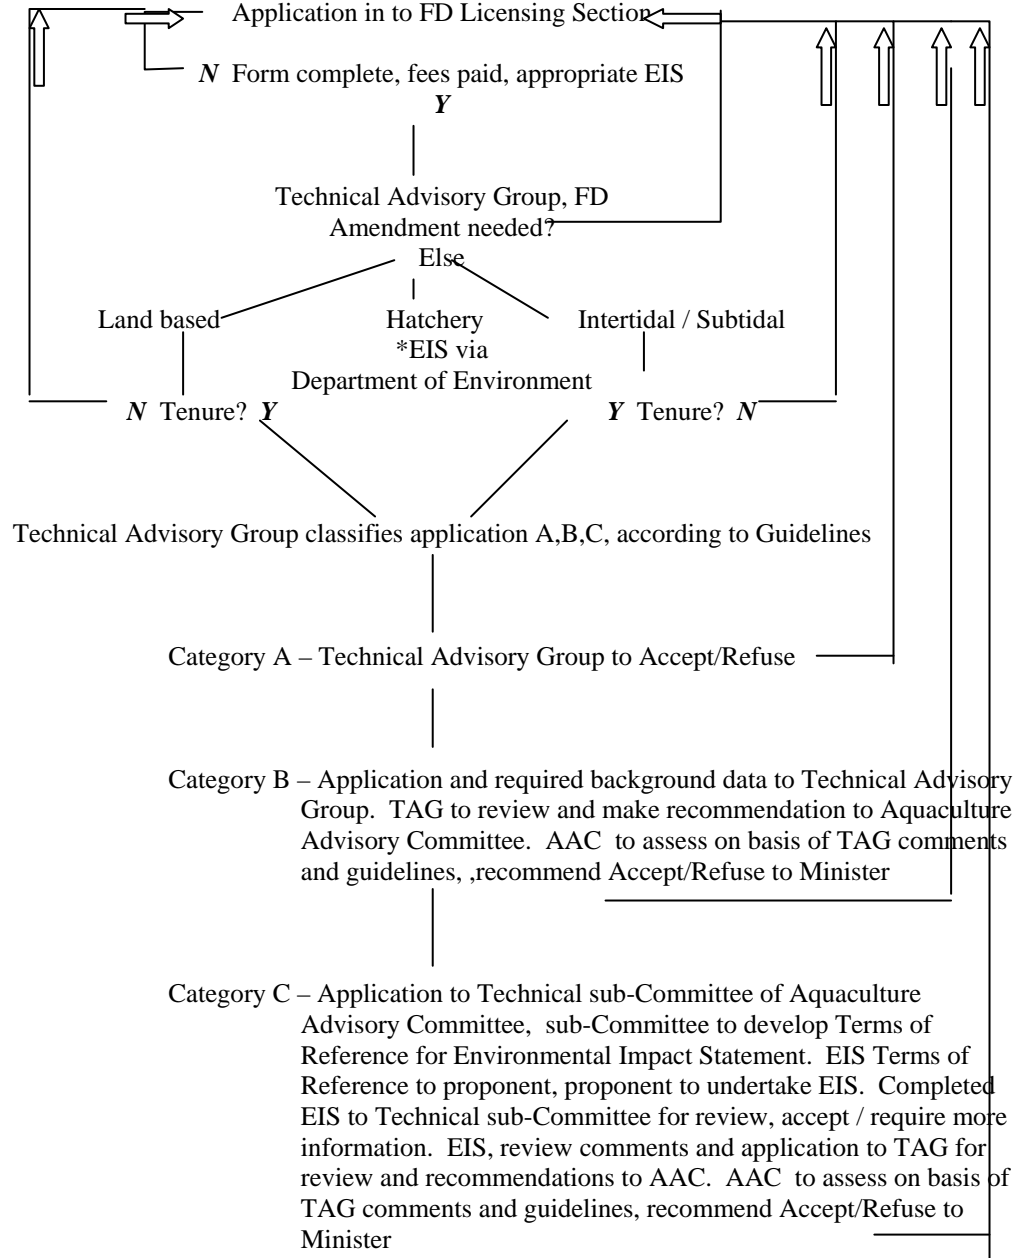 Application in to FD Licensing Section
N Form complete, fees paid, appropriate EIS
Y
Technical Advisory Group, FD
Amendment needed?
Else
Land based Hatchery Intertidal / Subtidal
*EIS via
Department of Environment
N Tenure? Y Y Tenure? N
Technical Advisory Group classifies application A,B,C, according to Guidelines
Category A – Technical Advisory Group to Accept/Refuse
Category B – Application and required background data to Technical Advisory
Group. TAG to review and make recommendation to Aquaculture
Advisory Committee. AAC to assess on basis of TAG comments
and guidelines, ,recommend Accept/Refuse to Minister
Category C – Application to Technical sub-Committee of Aquaculture
Advisory Committee, sub-Committee to develop Terms of
Reference for Environmental Impact Statement. EIS Terms of
Reference to proponent, proponent to undertake EIS. Completed
EIS to Technical sub-Committee for review, accept / require more
information. EIS, review comments and application to TAG for
review and recommendations to AAC. AAC to assess on basis of
TAG comments and guidelines, recommend Accept/Refuse to
Minister